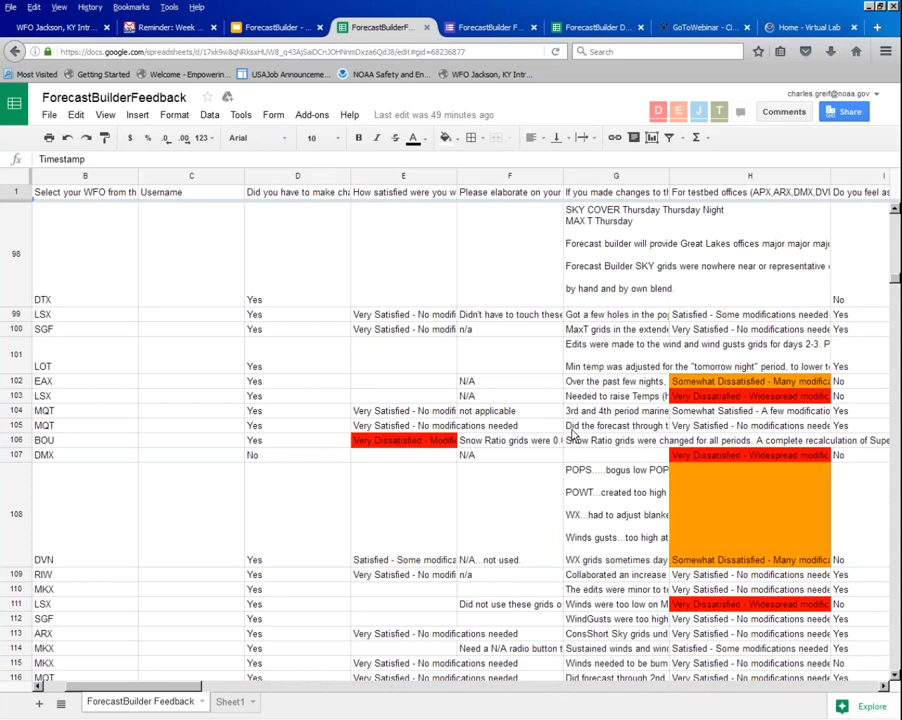 File Edit View History Bookmarks Tools Help
WFO Jackson, KY Intr... Reminder: Week ... ForecastBuilder - ... ForecastBuilderF... ForecastBuilder Feedb... ForecastBuilder D... GoToWebinar - Ci... Home - Virtual Lab
https://docs.google.com/spreadsheets/d/ Search
Most Visited Getting Started Welcome - Empowerin... USAJob Announceme... NOAA Safety and En... WFO Jackson, KY Intr...
charles.greif@noaa.gov
ForecastBuilderFeedback
File Edit View Insert Format Data Tools Form Add-ons Help Last edit was 49 minutes ago
D E J T Comments Share
$ % .0 .00 123 Arial 10 B I S A
fx Timestamp
B C D E F G H I
1 Select your WFO from th Username Did you have to make cha How satisfied were you w Please elaborate on your If you made changes to th For testbed offices (APX,ARX,DMX,DVI Do you feel as
SKY COVER Thursday Thursday Night
MAX T Thursday
Forecast builder will provide Great Lakes offices major major majo
Forecast Builder SKY grids were nowhere near or representative o
by hand and by own blend.
98 DTX Yes No
99 LSX Yes Very Satisfied - No modifi Didn't have to touch these Got a few holes in the pop Satisfied - Some modifications needed Yes
100 SGF Yes Very Satisfied - No modifi n/a MaxT grids in the extende Very Satisfied - No modifications neede Yes
Edits were made to the wind and wind gusts grids for days 2-3. P
101 LOT Yes Min temp was adjusted for the "tomorrow night" period, to lower t Yes
102 EAX Yes N/A Over the past few nights, Somewhat Dissatisfied - Many modifica No
103 LSX Yes N/A Needed to raise Temps (h Very Dissatisfied - Widespread modific No
104 MQT Yes Very Satisfied - No modifi not applicable 3rd and 4th period marine Somewhat Satisfied - A few modificatio Yes
105 MQT Yes Very Satisfied - No modifications needed Did the forecast through t Very Satisfied - No modifications neede Yes
106 BOU Yes Very Dissatisfied - Modifi Snow Ratio grids were 0.0 Snow Ratio grids were changed for all periods. A complete recalculation of Supe
107 DMX No N/A Very Dissatisfied - Widespread modific No
POPS.....bogus low POP
POWT...created too high
WX...had to adjust blanke
Winds gusts...too high at
108 DVN Yes Satisfied - Some modifica N/A...not used. WX grids sometimes day Somewhat Dissatisfied - Many modifica No
109 RIW Yes Very Satisfied - No modifi n/a Collaborated an increase Very Satisfied - No modifications neede Yes
110 MKX Yes The edits were minor to te Very Satisfied - No modifications neede Yes
111 LSX Yes Did not use these grids o Winds were too low on M Very Dissatisfied - Widespread modific No
112 SGF Yes WindGusts were too high Very Satisfied - No modifications neede Yes
113 ARX Yes Very Satisfied - No modifications needed ConsShort Sky grids und Very Satisfied - No modifications neede Yes
114 MKX Yes Need a N/A radio button t Sustained winds and wind Satisfied - Some modifications needed Yes
115 MKX Yes Very Satisfied - No modifications needed Winds needed to be bum Very Satisfied - No modifications neede No
116 MQT Yes Very Satisfied - No modifications needed Did forecast through 2nd Very Satisfied - No modifications neede Yes
ForecastBuilder Feedback Sheet1 Explore